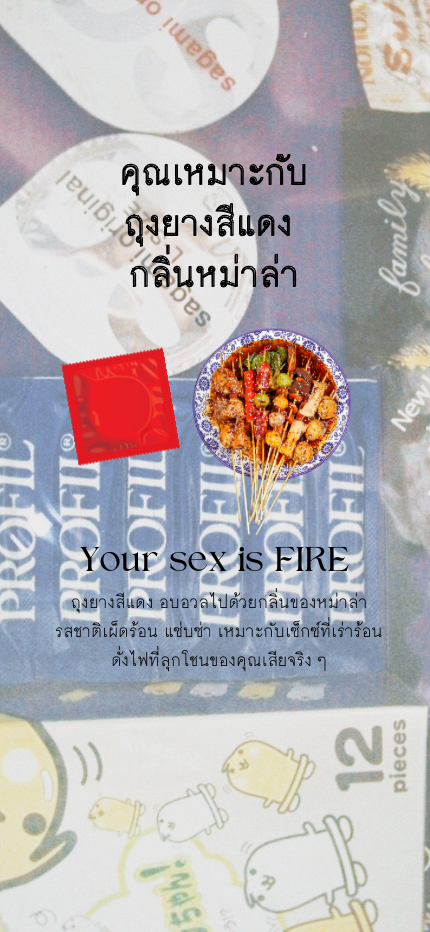 sagami or
sagami original
family
คุณเหมาะกับ
ถุงยางสีแดง
กลิ่นหม่าล่า
New
PROFIL
PROFIL
PROFIL
PROFIL
PROFIL
PROFIL
Your sex is FIRE
ถุงยางสีแดง อบอวลไปด้วยกลิ่นของหม่าล่า
รสชาติเผ็ดร้อน แซ่บซ่า เหมาะกับเซ็กซ์ที่เร่าร้อน
ดั่งไฟที่ลุกโชนของคุณเสียจริง ๆ
12
pieces